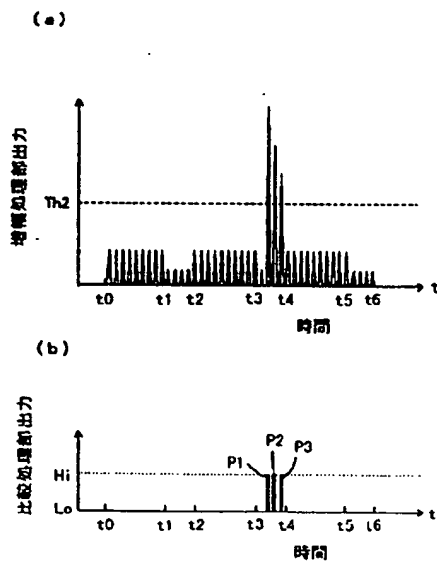 (a)
増幅処理部出力
Th2
t0 t1 t2 t3 t4 t5 t6
t
時間
(b)
比較処理部出力
P1 P2 P3
Hi
Lo
t0 t1 t2 t3 t4 t5 t6
t
時間